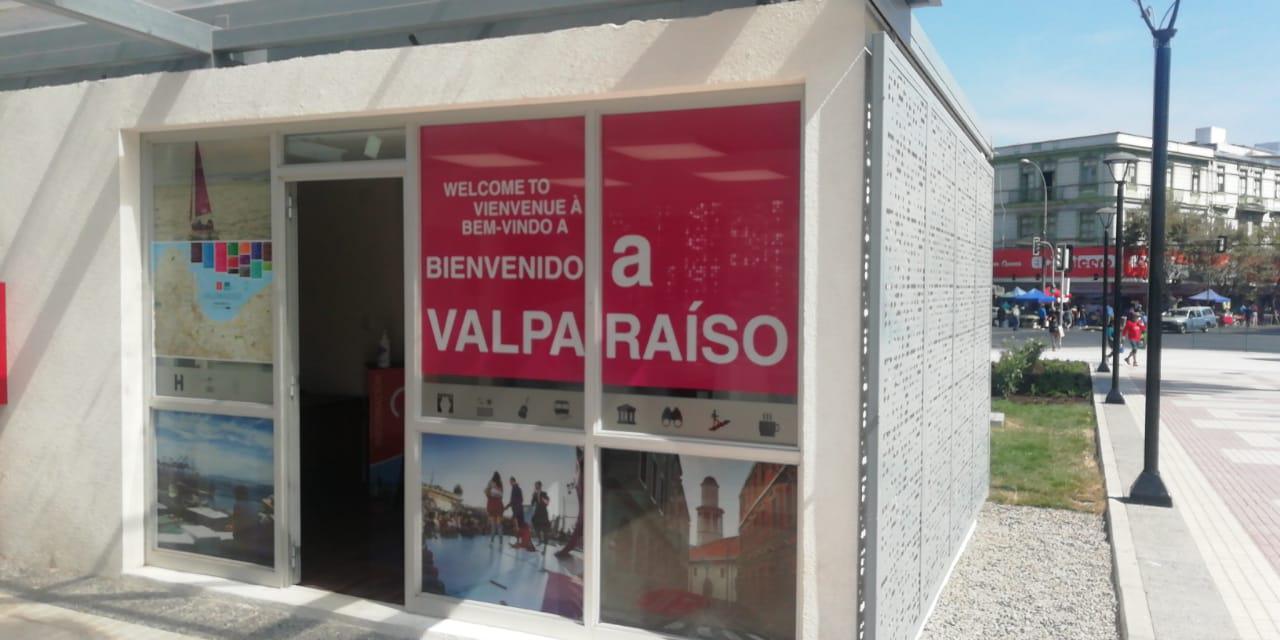 WELCOME TO
VIENVENUE À
BEM-VINDO A
BIENVENIDO a
VALPARAÍSO
H